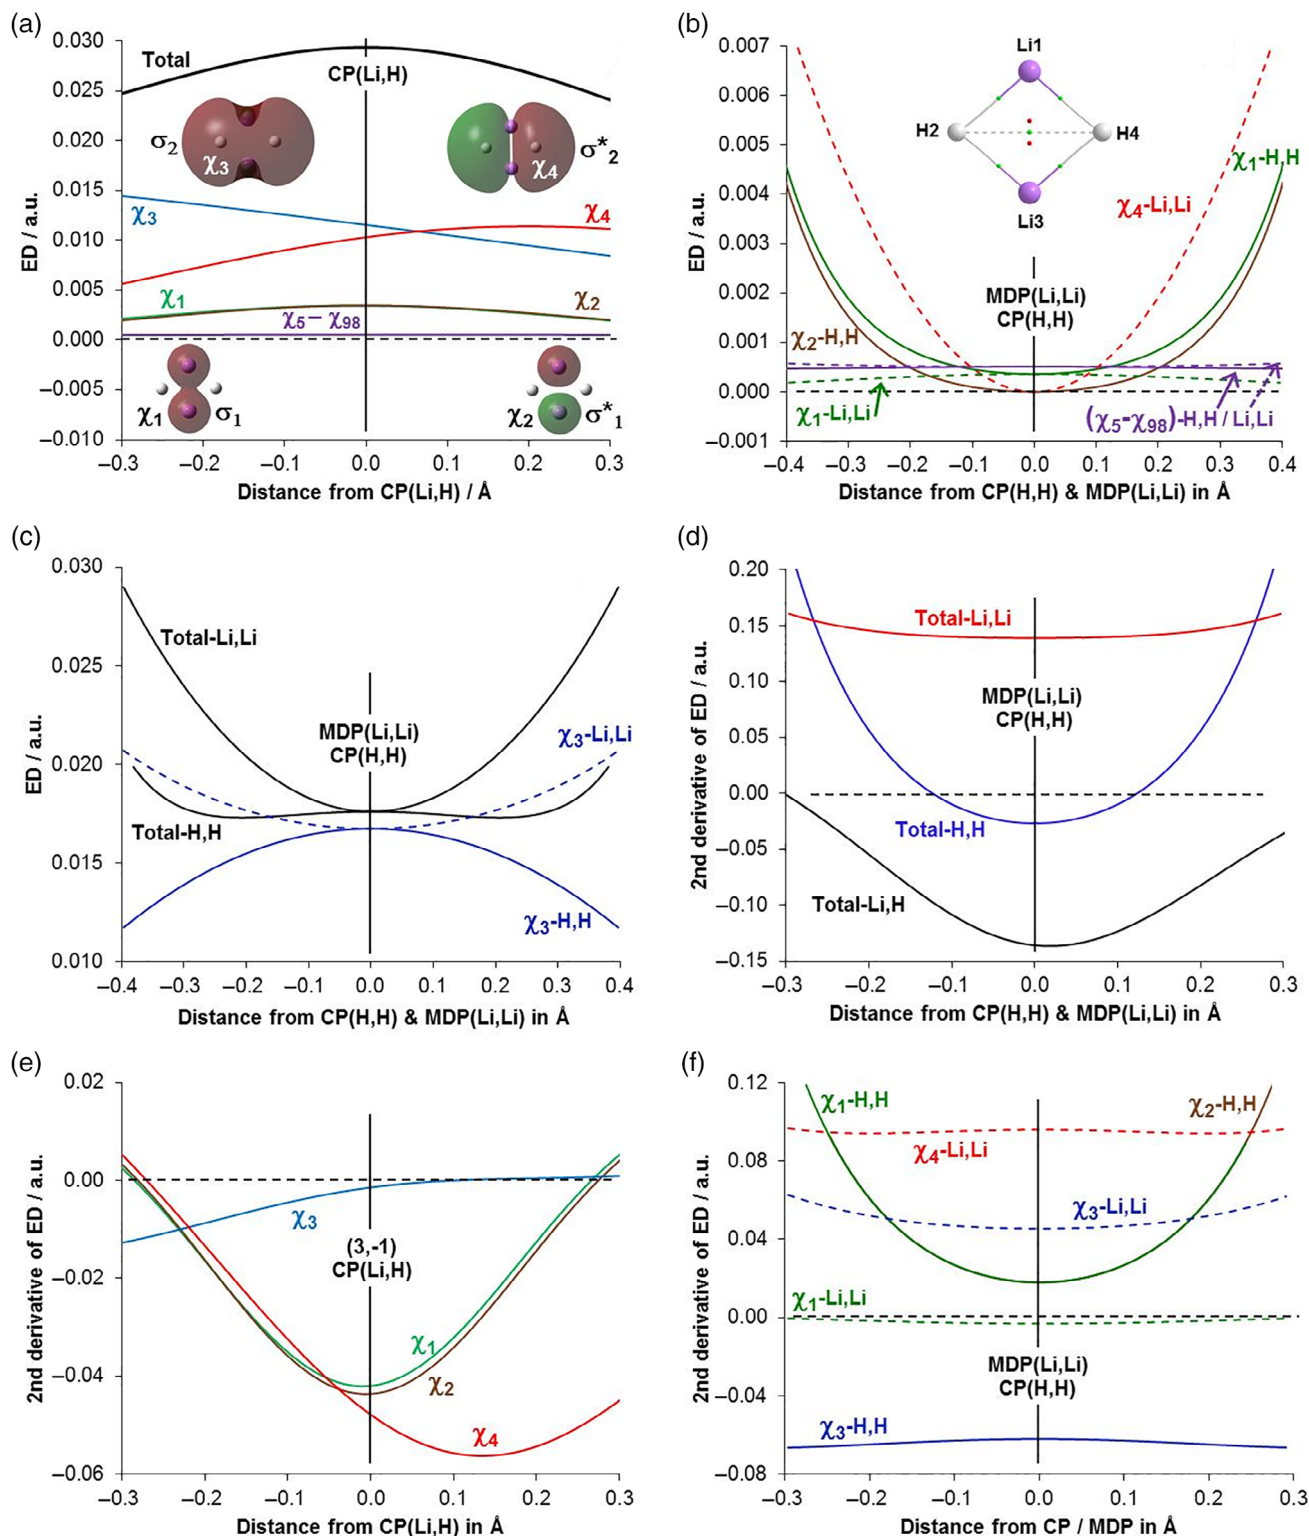 (a)
0.030
0.025
0.020
0.015
0.010
0.005
0.000
−0.005
−0.010
ED / a.u.
Total
CP(Li,H)
σ2
χ3
χ4
σ*2
χ3
χ4
χ1
χ2
χ5 – χ98
χ1
σ1
χ2
σ*1
−0.3 −0.2 −0.1 0.0 0.1 0.2 0.3
Distance from CP(Li,H) / Å
(b)
0.007
0.006
0.005
0.004
0.003
0.002
0.001
0.000
−0.001
ED / a.u.
Li1
H2
H4
Li3
χ1-H,H
χ4-Li,Li
MDP(Li,Li)
CP(H,H)
χ2-H,H
χ1-Li,Li
(χ5-χ98)-H,H / Li,Li
−0.4 −0.3 −0.2 −0.1 0.0 0.1 0.2 0.3 0.4
Distance from CP(H,H) & MDP(Li,Li) in Å
(c)
0.030
0.025
0.020
0.015
0.010
ED / a.u.
Total-Li,Li
MDP(Li,Li)
CP(H,H)
χ3-Li,Li
Total-H,H
χ3-H,H
−0.4 −0.3 −0.2 −0.1 0.0 0.1 0.2 0.3 0.4
Distance from CP(H,H) & MDP(Li,Li) in Å
(d)
0.20
0.15
0.10
0.05
0.00
−0.05
−0.10
−0.15
2nd derivative of ED / a.u.
Total-Li,Li
MDP(Li,Li)
CP(H,H)
Total-H,H
Total-Li,H
−0.3 −0.2 −0.1 0.0 0.1 0.2 0.3
Distance from CP(H,H) & MDP(Li,Li) in Å
(e)
0.02
0.00
−0.02
−0.04
−0.06
2nd derivative of ED / a.u.
χ3
(3,-1)
CP(Li,H)
χ1
χ2
χ4
−0.3 −0.2 −0.1 0.0 0.1 0.2 0.3
Distance from CP(Li,H) in Å
(f)
0.12
0.08
0.04
0.00
−0.04
−0.08
2nd derivative of ED / a.u.
χ1-H,H
χ2-H,H
χ4-Li,Li
χ3-Li,Li
χ1-Li,Li
MDP(Li,Li)
CP(H,H)
χ3-H,H
−0.3 −0.2 −0.1 0.0 0.1 0.2 0.3
Distance from CP / MDP in Å